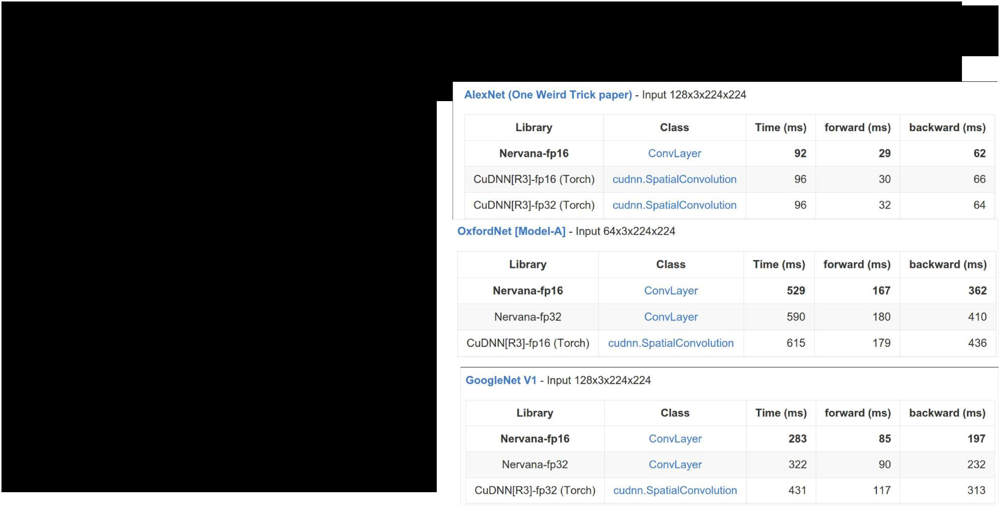 AlexNet (One Weird Trick paper) - Input 128x3x224x224
Library Class Time (ms) forward (ms) backward (ms)
Nervana-fp16 ConvLayer 92 29 62
CuDNN[R3]-fp16 (Torch) cudnn.SpatialConvolution 96 30 66
CuDNN[R3]-fp32 (Torch) cudnn.SpatialConvolution 96 32 64
OxfordNet [Model-A] - Input 64x3x224x224
Library Class Time (ms) forward (ms) backward (ms)
Nervana-fp16 ConvLayer 529 167 362
Nervana-fp32 ConvLayer 590 180 410
CuDNN[R3]-fp16 (Torch) cudnn.SpatialConvolution 615 179 436
GoogleNet V1 - Input 128x3x224x224
Library Class Time (ms) forward (ms) backward (ms)
Nervana-fp16 ConvLayer 283 85 197
Nervana-fp32 ConvLayer 322 90 232
CuDNN[R3]-fp32 (Torch) cudnn.SpatialConvolution 431 117 313